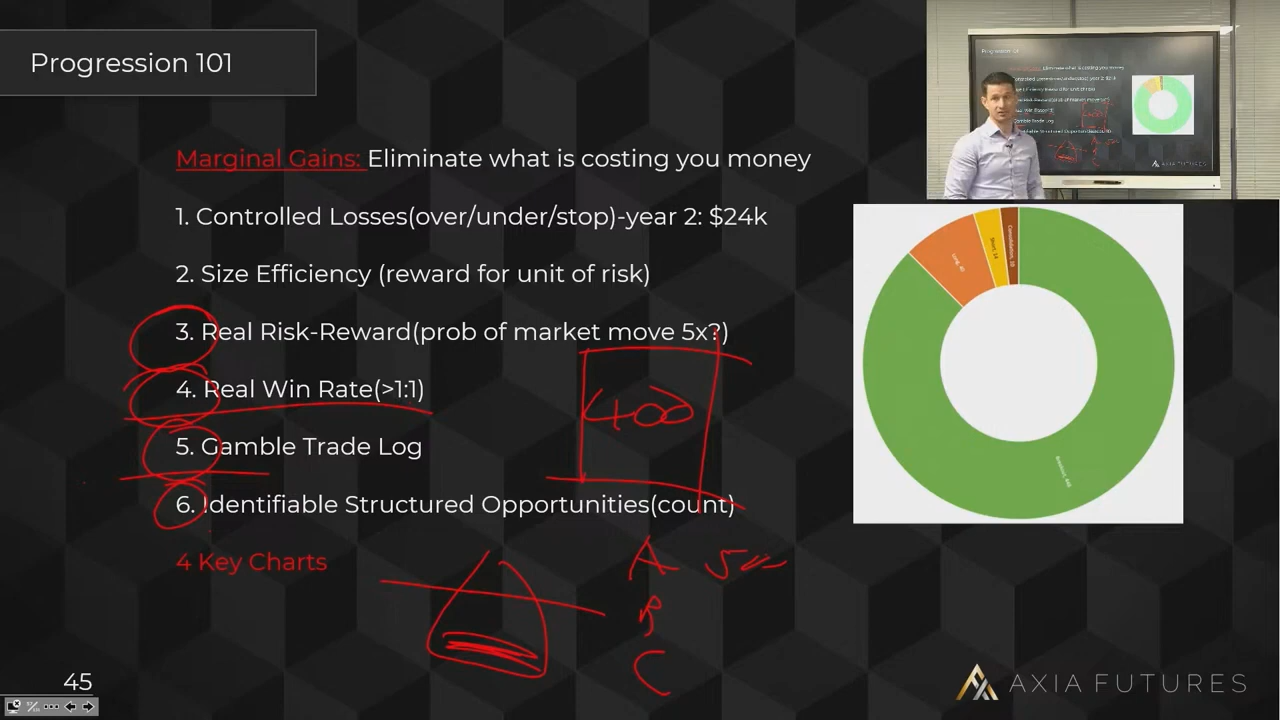 Progression 101
Marginal Gains: Eliminate what is costing you money
1. Controlled Losses(over/under/stop)-year 2: $24k
2. Size Efficiency (reward for unit of risk)
3. Real Risk-Reward(prob of market move 5x?)
4. Real Win Rate(>1:1)
400
5. Gamble Trade Log
6. Identifiable Structured Opportunities(count)
4 Key Charts
A
B
C
45
AXIA FUTURES